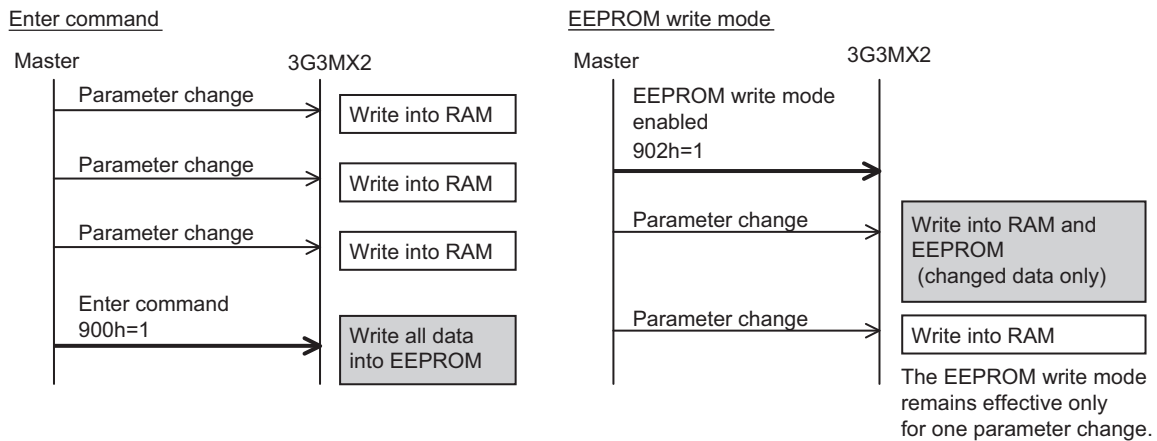 Enter command
Master
3G3MX2
Parameter change
Write into RAM
Parameter change
Write into RAM
Parameter change
Write into RAM
Enter command
900h=1
Write all data
into EEPROM
EEPROM write mode
Master
3G3MX2
EEPROM write mode
enabled
902h=1
Parameter change
Write into RAM and
EEPROM
(changed data only)
Parameter change
Write into RAM
The EEPROM write mode
remains effective only
for one parameter change.